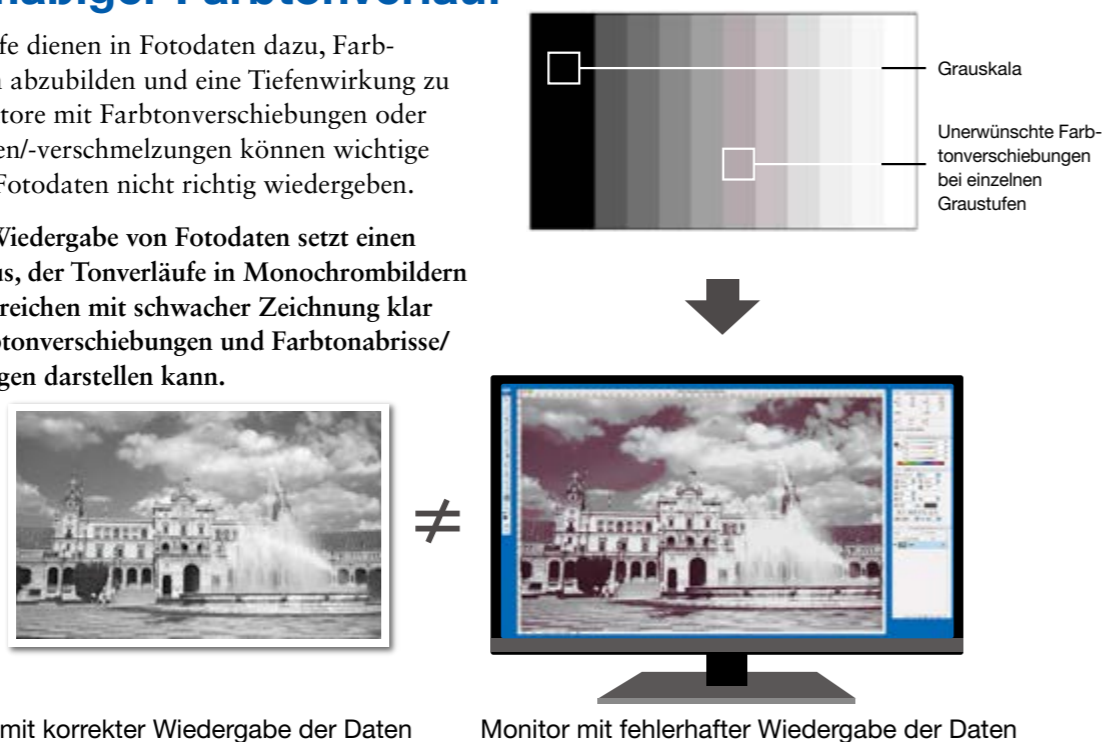 äßiger Farbtonverlauf
fe dienen in Fotodaten dazu, Farb-
abzubilden und eine Tiefenwirkung zu
tore mit Farbtonverschiebungen oder
en/-verschmelzungen können wichtige
Fotodaten nicht richtig wiedergeben.
Wiedergabe von Fotodaten setzt einen
us, der Tonverläufe in Monochrombildern
reichen mit schwacher Zeichnung klar
btonverschiebungen und Farbtonabrisse/
gen darstellen kann.
Grauskala
Unerwünschte Farb-
tonverschiebungen
bei einzelnen
Graustufen
≠
mit korrekter Wiedergabe der Daten
Monitor mit fehlerhafter Wiedergabe der Daten